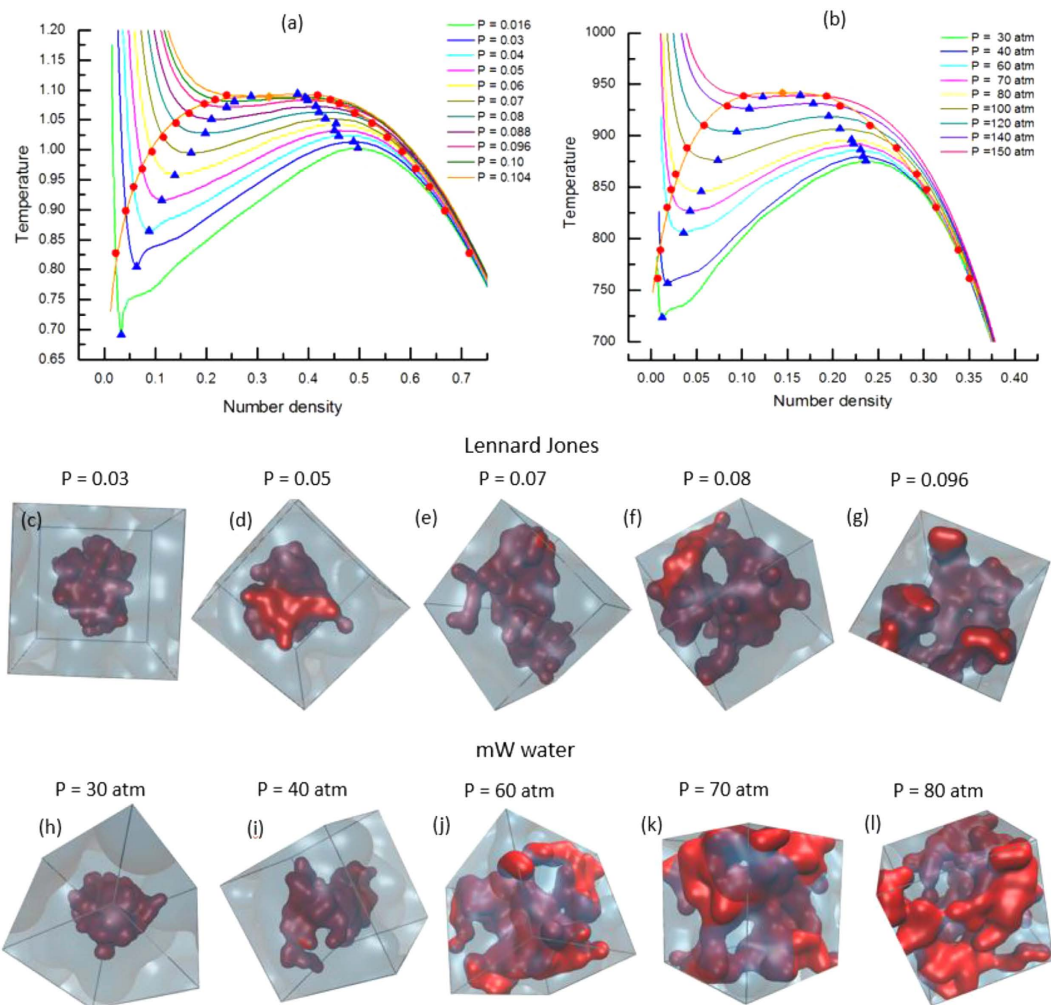 (a)
1.20
1.15
1.10
1.05
1.00
0.95
0.90
0.85
0.80
0.75
0.70
0.65
Temperature
0.0 0.1 0.2 0.3 0.4 0.5 0.6 0.7
Number density
P = 0.016
P = 0.03
P = 0.04
P = 0.05
P = 0.06
P = 0.07
P = 0.08
P = 0.088
P = 0.096
P = 0.10
P = 0.104
(b)
1000
950
900
850
800
750
700
Temperature
0.00 0.05 0.10 0.15 0.20 0.25 0.30 0.35 0.40
Number density
P = 30 atm
P = 40 atm
P = 60 atm
P = 70 atm
P = 80 atm
P = 100 atm
P = 120 atm
P = 140 atm
P = 150 atm
Lennard Jones
P = 0.03 P = 0.05 P = 0.07 P = 0.08 P = 0.096
(c) (d) (e) (f) (g)
mW water
P = 30 atm P = 40 atm P = 60 atm P = 70 atm P = 80 atm
(h) (i) (j) (k) (l)